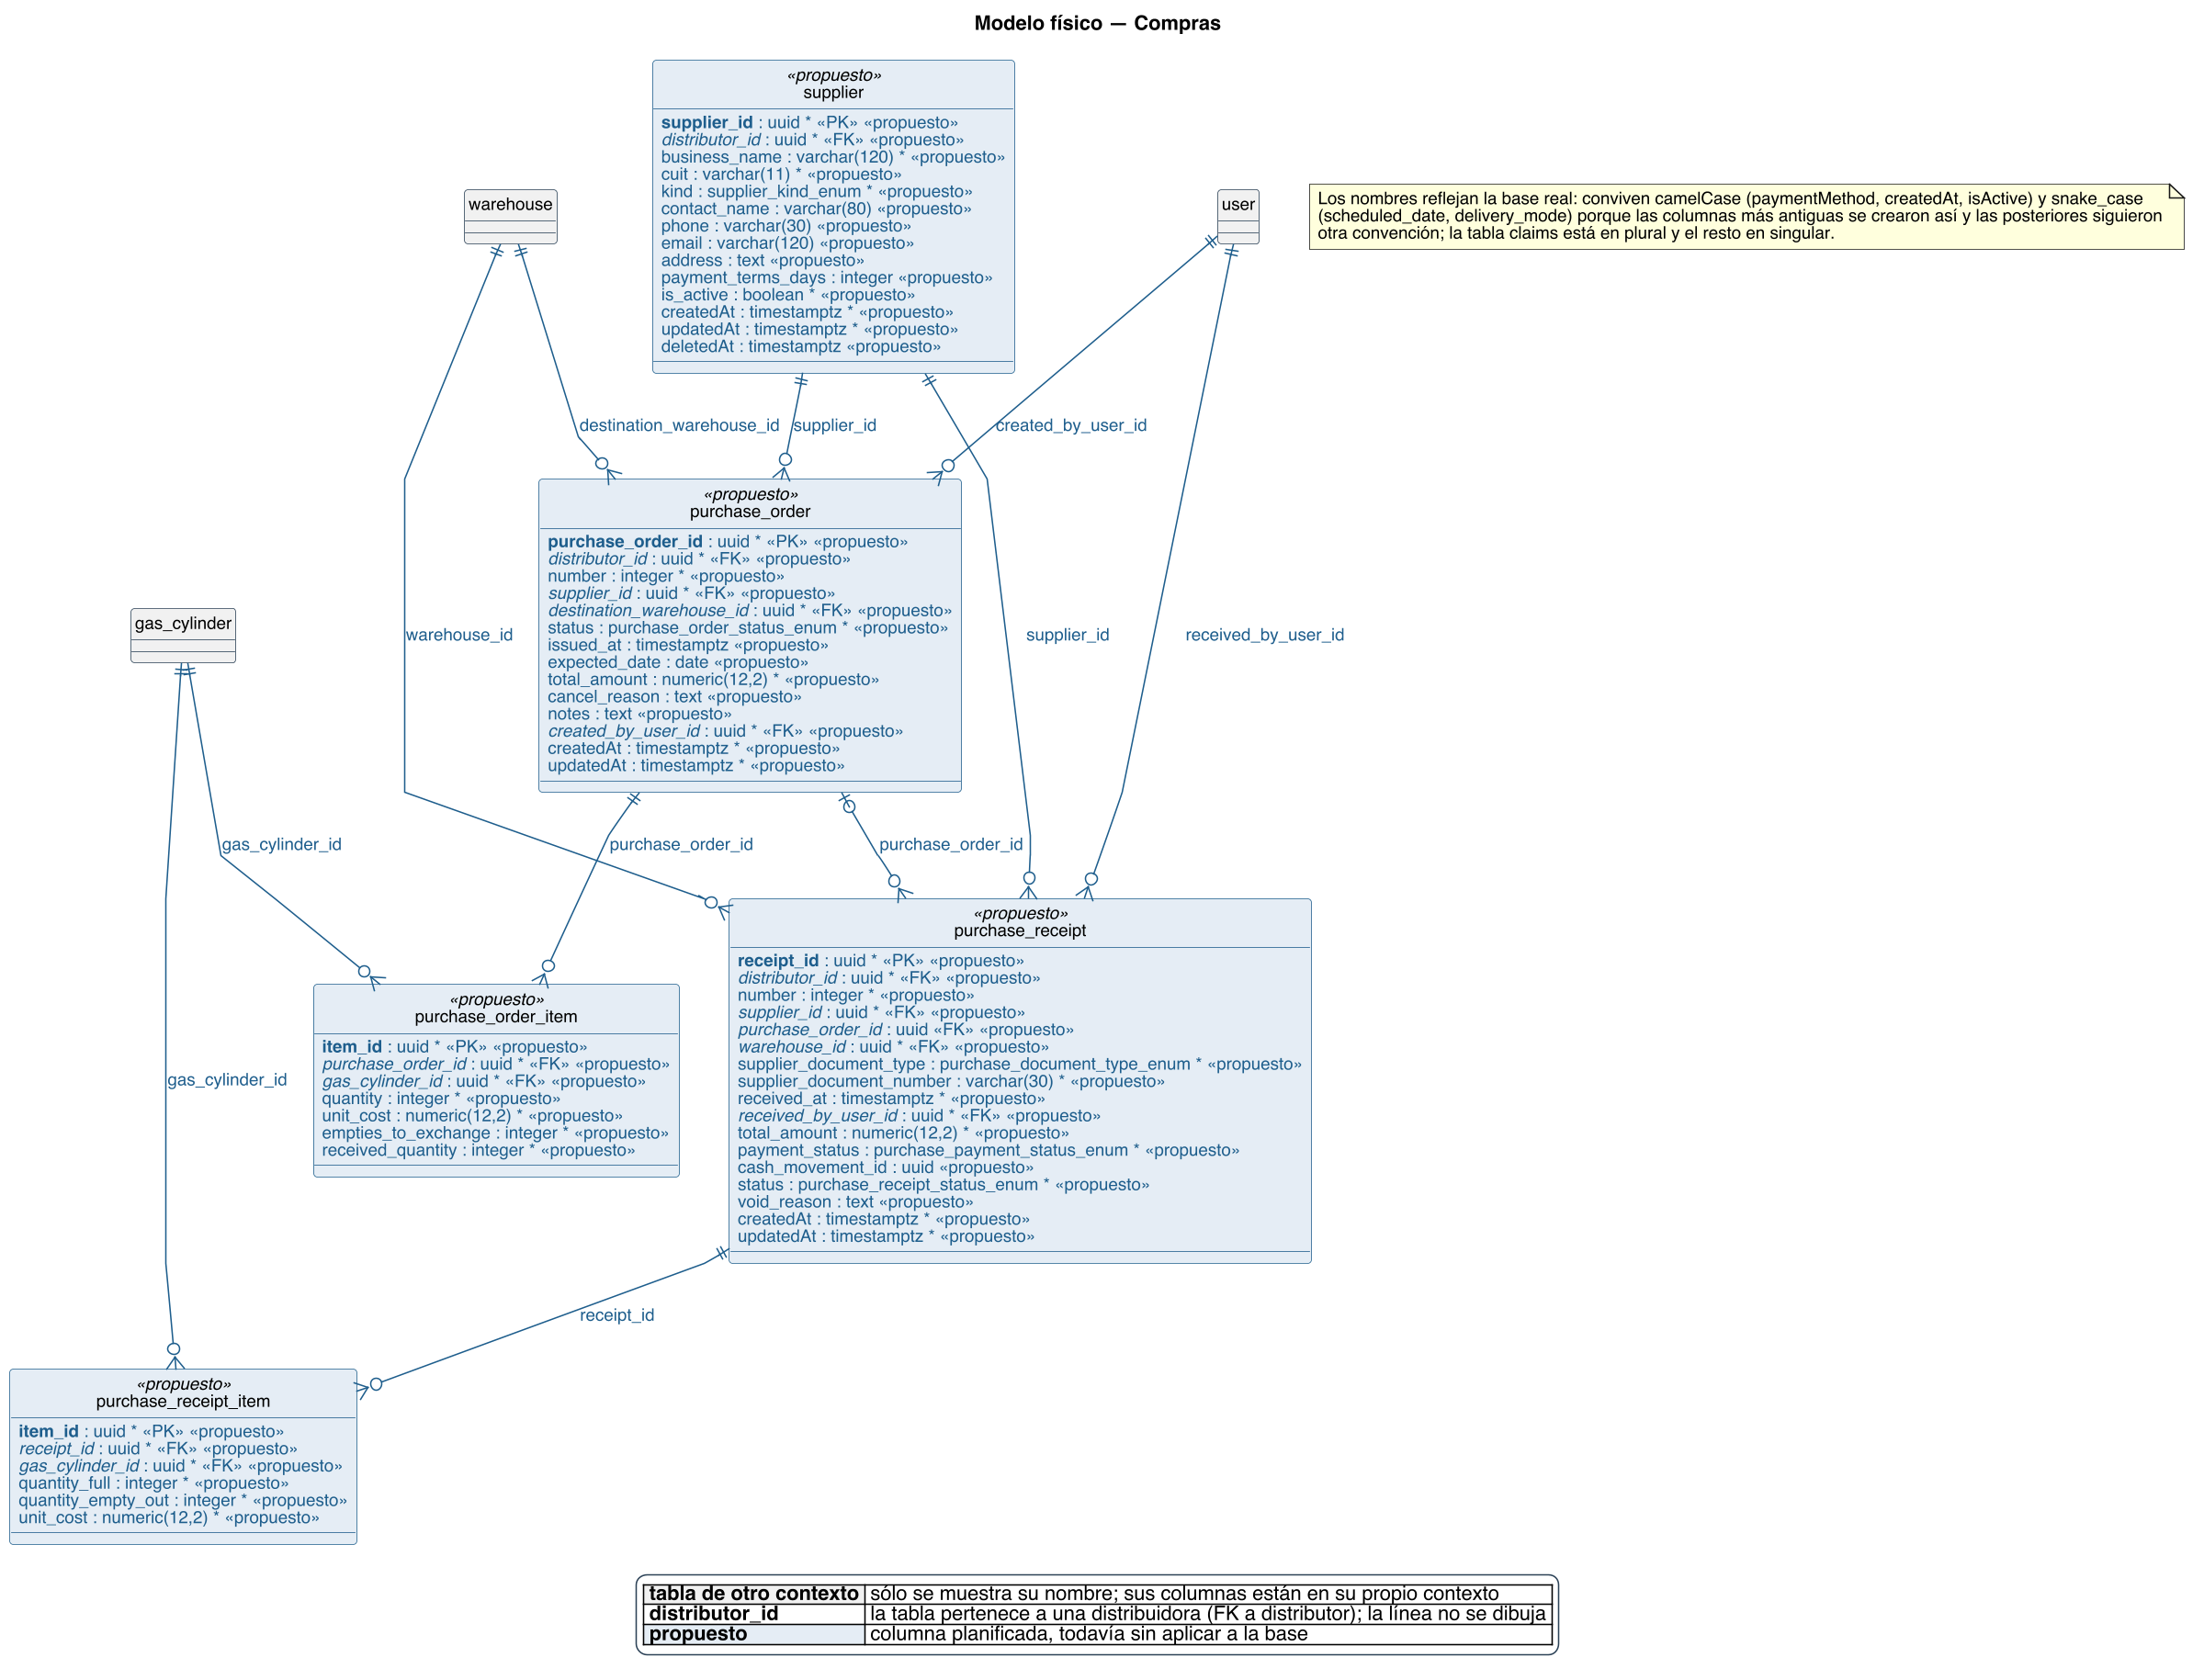 Modelo físico — Compras
«propuesto»
supplier
supplier_id : uuid * «PK» «propuesto»
distributor_id : uuid * «FK» «propuesto»
business_name : varchar(120) * «propuesto»
cuit : varchar(11) * «propuesto»
kind : supplier_kind_enum * «propuesto»
contact_name : varchar(80) «propuesto»
phone : varchar(30) «propuesto»
email : varchar(120) «propuesto»
address : text «propuesto»
payment_terms_days : integer «propuesto»
is_active : boolean * «propuesto»
createdAt : timestamptz * «propuesto»
updatedAt : timestamptz * «propuesto»
deletedAt : timestamptz «propuesto»
warehouse
user
Los nombres reflejan la base real: conviven camelCase (paymentMethod, createdAt, isActive) y snake_case
(scheduled_date, delivery_mode) porque las columnas más antiguas se crearon así y las posteriores siguieron
otra convención; la tabla claims está en plural y el resto en singular.
destination_warehouse_id
supplier_id
created_by_user_id
«propuesto»
purchase_order
purchase_order_id : uuid * «PK» «propuesto»
distributor_id : uuid * «FK» «propuesto»
number : integer * «propuesto»
supplier_id : uuid * «FK» «propuesto»
destination_warehouse_id : uuid * «FK» «propuesto»
status : purchase_order_status_enum * «propuesto»
issued_at : timestamptz «propuesto»
expected_date : date «propuesto»
total_amount : numeric(12,2) * «propuesto»
cancel_reason : text «propuesto»
notes : text «propuesto»
created_by_user_id : uuid * «FK» «propuesto»
createdAt : timestamptz * «propuesto»
updatedAt : timestamptz * «propuesto»
gas_cylinder
warehouse_id
supplier_id
received_by_user_id
gas_cylinder_id
purchase_order_id
purchase_order_id
«propuesto»
purchase_receipt
receipt_id : uuid * «PK» «propuesto»
distributor_id : uuid * «FK» «propuesto»
number : integer * «propuesto»
supplier_id : uuid * «FK» «propuesto»
purchase_order_id : uuid «FK» «propuesto»
warehouse_id : uuid * «FK» «propuesto»
supplier_document_type : purchase_document_type_enum * «propuesto»
supplier_document_number : varchar(30) * «propuesto»
received_at : timestamptz * «propuesto»
received_by_user_id : uuid * «FK» «propuesto»
total_amount : numeric(12,2) * «propuesto»
payment_status : purchase_payment_status_enum * «propuesto»
cash_movement_id : uuid «propuesto»
status : purchase_receipt_status_enum * «propuesto»
void_reason : text «propuesto»
createdAt : timestamptz * «propuesto»
updatedAt : timestamptz * «propuesto»
«propuesto»
purchase_order_item
item_id : uuid * «PK» «propuesto»
purchase_order_id : uuid * «FK» «propuesto»
gas_cylinder_id : uuid * «FK» «propuesto»
quantity : integer * «propuesto»
unit_cost : numeric(12,2) * «propuesto»
empties_to_exchange : integer * «propuesto»
received_quantity : integer * «propuesto»
gas_cylinder_id
receipt_id
«propuesto»
purchase_receipt_item
item_id : uuid * «PK» «propuesto»
receipt_id : uuid * «FK» «propuesto»
gas_cylinder_id : uuid * «FK» «propuesto»
quantity_full : integer * «propuesto»
quantity_empty_out : integer * «propuesto»
unit_cost : numeric(12,2) * «propuesto»
tabla de otro contexto sólo se muestra su nombre; sus columnas están en su propio contexto
distributor_id la tabla pertenece a una distribuidora (FK a distributor); la línea no se dibuja
propuesto columna planificada, todavía sin aplicar a la base